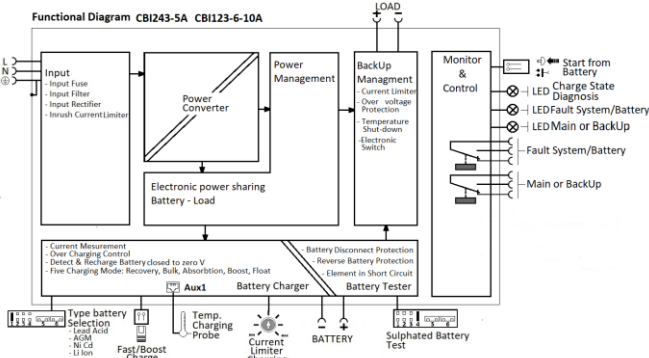 Functional Diagram CBI243-5A CBI123-6-10A
LOAD
+ -
L
N
Input
- Input Fuse
- Input Filter
- Input Rectifier
- Inrush Current Limiter
Power
Converter
Power
Management
BackUp
Managment
- Current Limiter
- Over voltage
Protection
- Temperature
Shut-down
-Electronic
Switch
Monitor
&
Control
Start from
Battery
LED Charge State
Diagnosis
LED Fault System/Battery
LED Main or BackUp
Fault System/Battery
Main or BackUp
Electronic power sharing
Battery - Load
- Current Mesurement
- Over Charging Control
- Detect & Recharge Battery closed to zero V
- Five Charging Mode: Recovery, Bulk, Absorbtion, Boost, Float
Aux1
Battery Charger
- Battery Disconnect Protection
- Reverse Battery Protection
- Element in Short Circuit
Battery Tester
Type battery
Selection
- Lead Acid
- AGM
- Ni Cd
- Li Ion
Fast/Boost
Charge
Temp.
Charging
Probe
Current
Limiter
Charging
- +
BATTERY
Sulphated Battery
Test